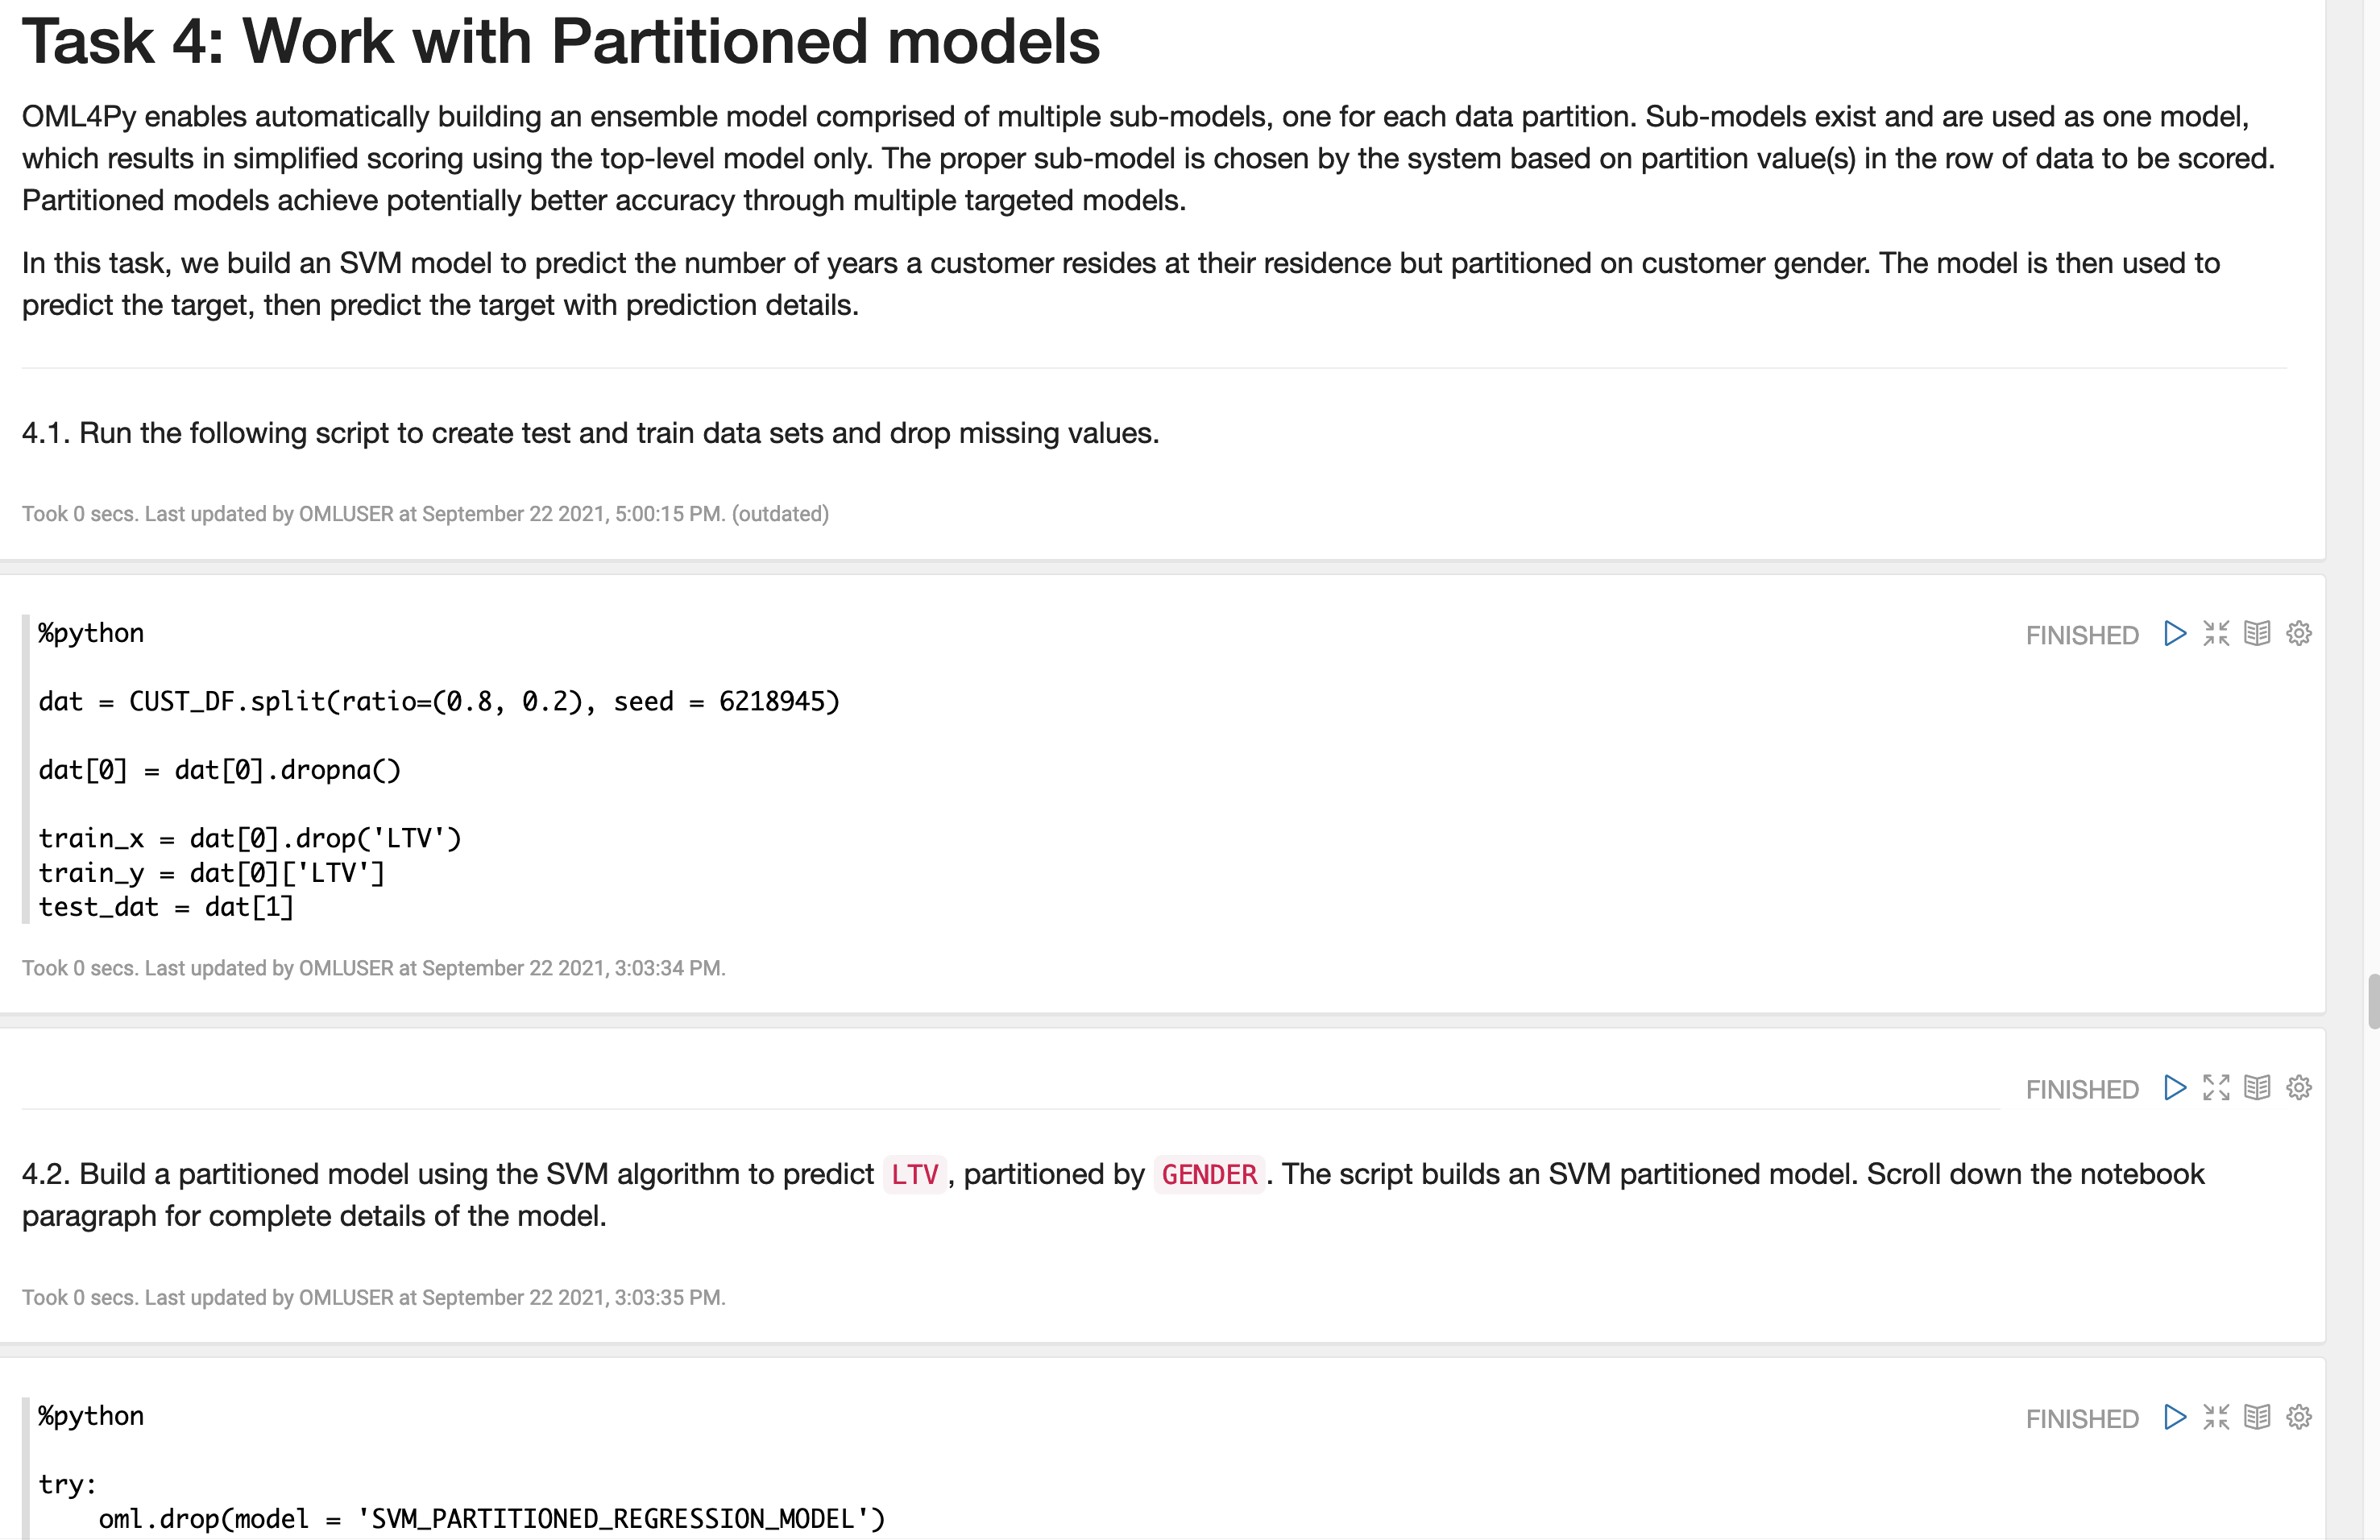 Task 4: Work with Partitioned models
OML4Py enables automatically building an ensemble model comprised of multiple sub-models, one for each data partition. Sub-models exist and are used as one model,
which results in simplified scoring using the top-level model only. The proper sub-model is chosen by the system based on partition value(s) in the row of data to be scored.
Partitioned models achieve potentially better accuracy through multiple targeted models.
In this task, we build an SVM model to predict the number of years a customer resides at their residence but partitioned on customer gender. The model is then used to
predict the target, then predict the target with prediction details.
4.1. Run the following script to create test and train data sets and drop missing values.
Took 0 secs. Last updated by OMLUSER at September 22 2021, 5:00:15 PM. (outdated)
%python
FINISHED
dat = CUST_DF.split(ratio=(0.8, 0.2), seed = 6218945)
dat[0] = dat[0].dropna()
train_x = dat[0].drop('LTV')
train_y = dat[0]['LTV']
test_dat = dat[1]
Took 0 secs. Last updated by OMLUSER at September 22 2021, 3:03:34 PM.
FINISHED
4.2. Build a partitioned model using the SVM algorithm to predict LTV, partitioned by GENDER. The script builds an SVM partitioned model. Scroll down the notebook
paragraph for complete details of the model.
Took 0 secs. Last updated by OMLUSER at September 22 2021, 3:03:35 PM.
%python
FINISHED
try:
    oml.drop(model = 'SVM_PARTITIONED_REGRESSION_MODEL')